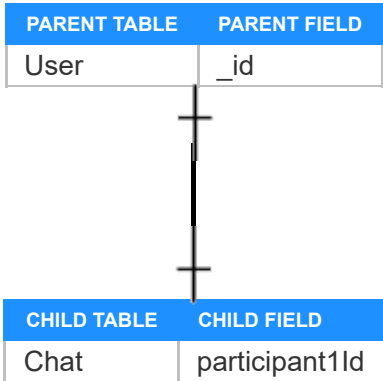 PARENT TABLE PARENT FIELD
User _id
CHILD TABLE CHILD FIELD
Chat participant1Id